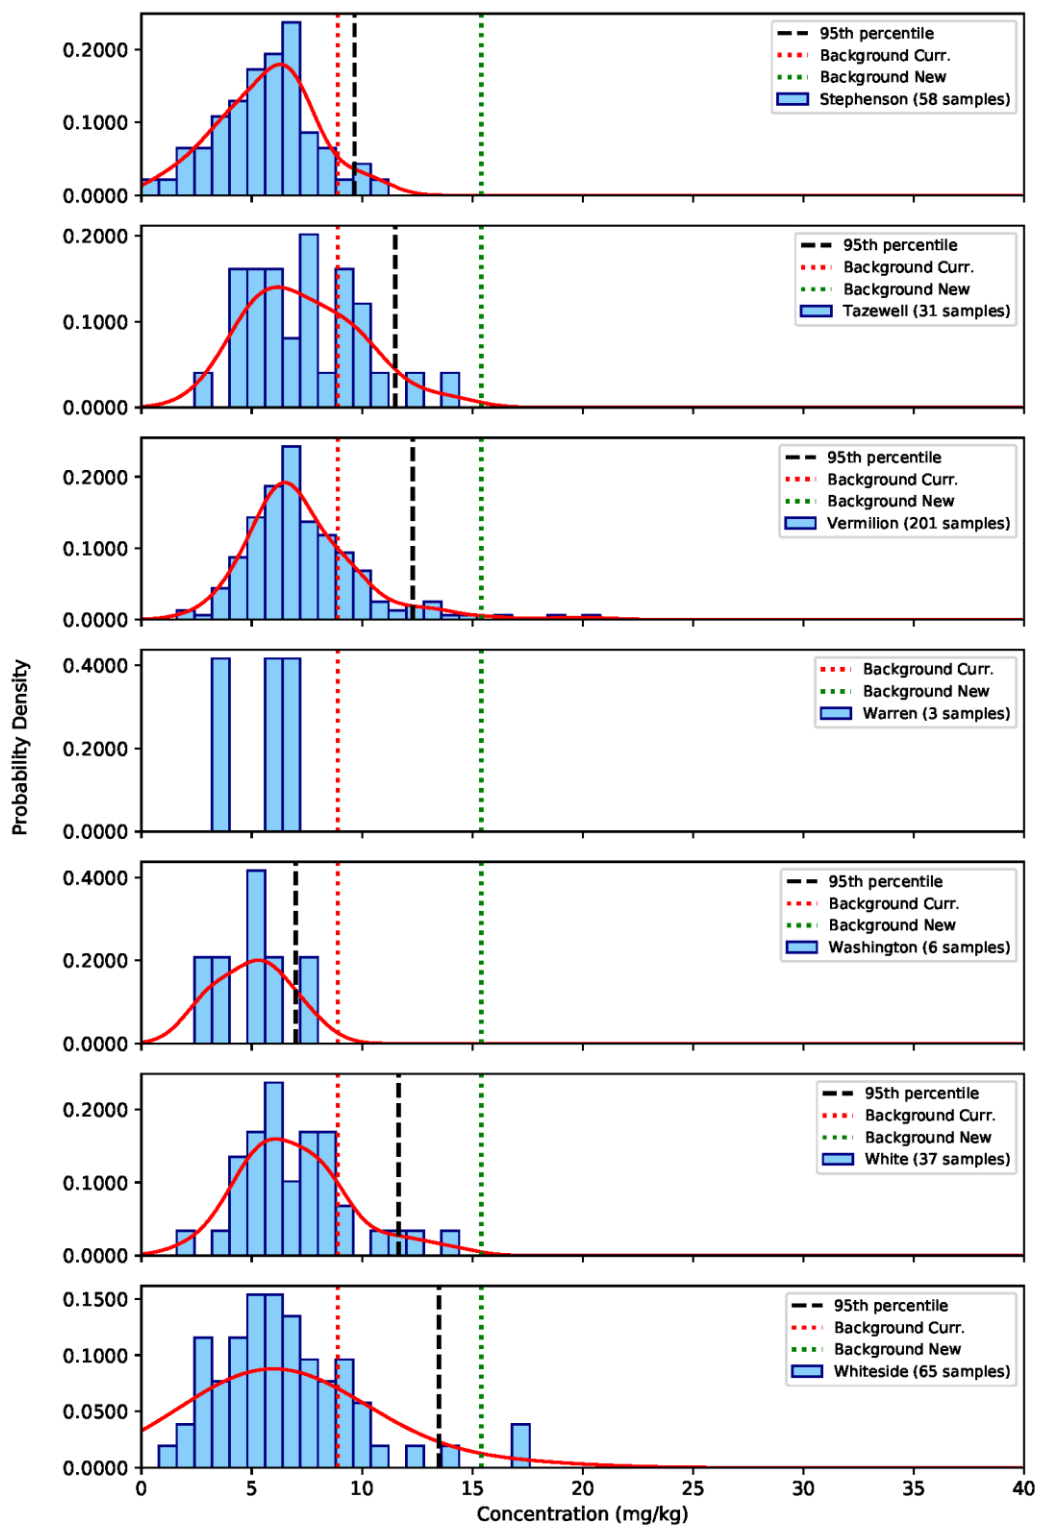 0.2000
0.1000
0.0000
95th percentile
Background Curr.
Background New
Stephenson (58 samples)
0.2000
0.1000
0.0000
95th percentile
Background Curr.
Background New
Tazewell (31 samples)
0.2000
0.1000
0.0000
95th percentile
Background Curr.
Background New
Vermilion (201 samples)
Probability Density
0.4000
0.2000
0.0000
Background Curr.
Background New
Warren (3 samples)
0.4000
0.2000
0.0000
95th percentile
Background Curr.
Background New
Washington (6 samples)
0.2000
0.1000
0.0000
95th percentile
Background Curr.
Background New
White (37 samples)
0.1500
0.1000
0.0500
0.0000
95th percentile
Background Curr.
Background New
Whiteside (65 samples)
0 5 10 15 20 25 30 35 40
Concentration (mg/kg)